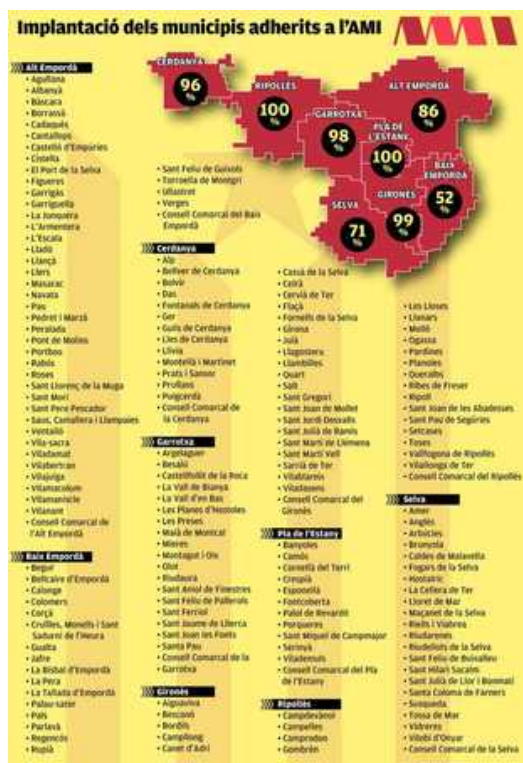 Implantació dels municipis adherits a l'AMI
CERDANYA
96
%
RIPOLLÈS
100
%
GARROTXA
98
%
ALT EMPORDÀ
86
%
PLA DE
L'ESTANY
100
%
BAIX
EMPORDÀ
52
%
GIRONÈS
99
%
SELVA
71
%
Alt Empordà
• Agullana
• Albanyà
• Bàscara
• Borrassà
• Cadaqués
• Cantallops
• Castelló d'Empúries
• Cistella
• El Port de la Selva
• Figueres
• Garrigàs
• Garriguella
• La Jonquera
• L'Armentera
• L'Escala
• Lladó
• Llançà
• Llers
• Masarac
• Navata
• Pau
• Pedret i Marzà
• Peralada
• Pont de Molins
• Portbou
• Rabós
• Roses
• Sant Llorenç de la Muga
• Sant Mori
• Sant Pere Pescador
• Saus, Camallera i Llampaies
• Ventalló
• Vila-sacra
• Viladamat
• Vilabertran
• Vilajuïga
• Vilamacolum
• Vilamaniscle
• Vilanant
• Consell Comarcal de
l'Alt Empordà
Baix Empordà
• Begur
• Bellcaire d'Empordà
• Calonge
• Colomers
• Corçà
• Cruïlles, Monells i Sant
Sadurní de l'Heura
• Gualta
• Jafre
• La Bisbal d'Empordà
• La Pera
• La Tallada d'Empordà
• Palau-sator
• Pals
• Parlavà
• Regencós
• Rupià
• Sant Feliu de Guíxols
• Torroella de Montgrí
• Ullastret
• Verges
• Consell Comarcal del Baix
Empordà
Cerdanya
• Alp
• Bellver de Cerdanya
• Bolvir
• Das
• Fontanals de Cerdanya
• Ger
• Guils de Cerdanya
• Lles de Cerdanya
• Llívia
• Montellà i Martinet
• Prats i Sansor
• Prullans
• Puigcerdà
• Consell Comarcal de
la Cerdanya
Garrotxa
• Argelaguer
• Besalú
• Castellfollit de la Roca
• La Vall de Bianya
• La Vall d'en Bas
• Les Planes d'Hostoles
• Les Preses
• Maià de Montcal
• Mieres
• Montagut i Oix
• Olot
• Riudaura
• Sant Aniol de Finestres
• Sant Feliu de Pallerols
• Sant Ferriol
• Sant Jaume de Llierca
• Sant Joan les Fonts
• Santa Pau
• Consell Comarcal de la
Garrotxa
Gironès
• Aiguaviva
• Bescanó
• Bordils
• Campllong
• Canet d'Adri
• Cassà de la Selva
• Celrà
• Cervià de Ter
• Flaçà
• Fornells de la Selva
• Girona
• Juià
• Llagostera
• Llambilles
• Quart
• Salt
• Sant Gregori
• Sant Joan de Mollet
• Sant Jordi Desvalls
• Sant Julià de Ramis
• Sant Martí de Llémena
• Sant Martí Vell
• Sarrià de Ter
• Vilablareix
• Viladasens
• Consell Comarcal del
Gironès
Pla de l'Estany
• Banyoles
• Camós
• Cornellà del Terri
• Crespià
• Esponellà
• Fontcoberta
• Palol de Revardit
• Porqueres
• Sant Miquel de Campmajor
• Serinyà
• Vilademuls
• Consell Comarcal del Pla
de l'Estany
Ripollès
• Campdevànol
• Campelles
• Camprodon
• Gombrèn
• Les Lloses
• Llanars
• Molló
• Ogassa
• Pardines
• Planoles
• Queralbs
• Ribes de Freser
• Ripoll
• Sant Joan de les Abadesses
• Sant Pau de Segúries
• Setcases
• Toses
• Vallfogona de Ripollès
• Vilallonga de Ter
• Consell Comarcal del Ripollès
Selva
• Amer
• Anglès
• Arbúcies
• Brunyola
• Caldes de Malavella
• Fogars de la Selva
• Hostalric
• La Cellera de Ter
• Lloret de Mar
• Maçanet de la Selva
• Riells i Viabrea
• Riudarenes
• Riudellots de la Selva
• Sant Feliu de Buixalleu
• Sant Hilari Sacalm
• Sant Julià de Llor i Bonmatí
• Santa Coloma de Farners
• Susqueda
• Tossa de Mar
• Vidreres
• Vilobí d'Onyar
• Consell Comarcal de la Selva